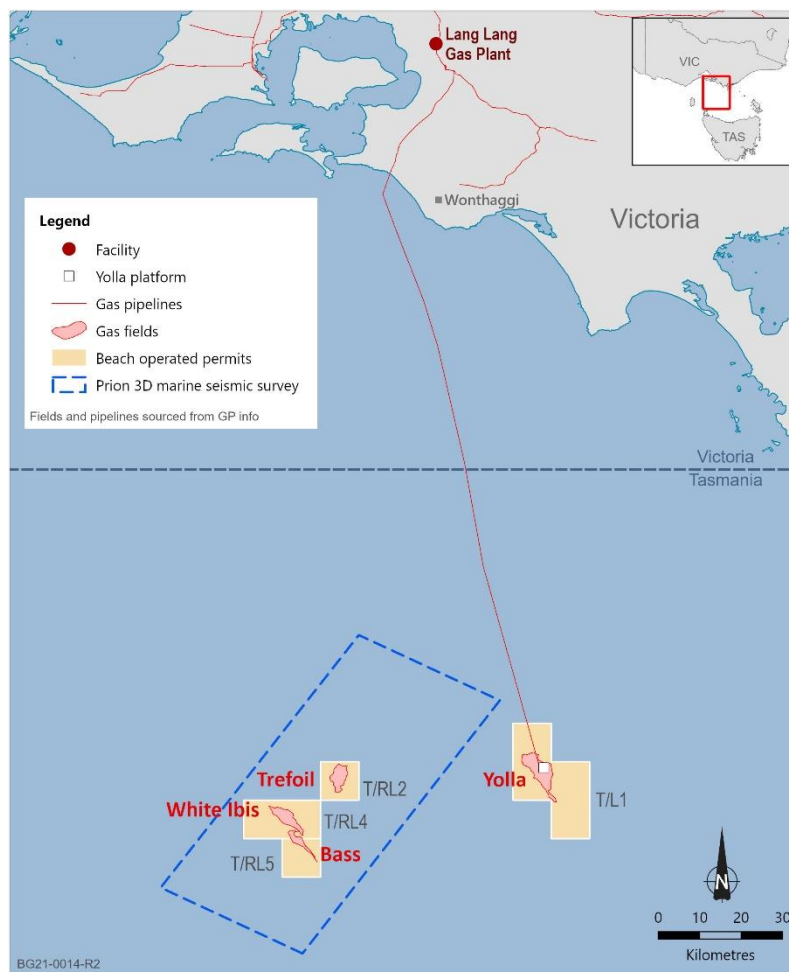 Lang Lang
Gas Plant
VIC
TAS
Wonthaggi
Victoria
Legend
Facility
Yolla platform
Gas pipelines
Gas fields
Beach operated permits
Prion 3D marine seismic survey
Fields and pipelines sourced from GP info
Victoria
Tasmania
Trefoil
T/RL2
White Ibis
T/RL4
T/RL5
Bass
Yolla
T/L1
N
0 10 20 30
Kilometres
BG21-0014-R2